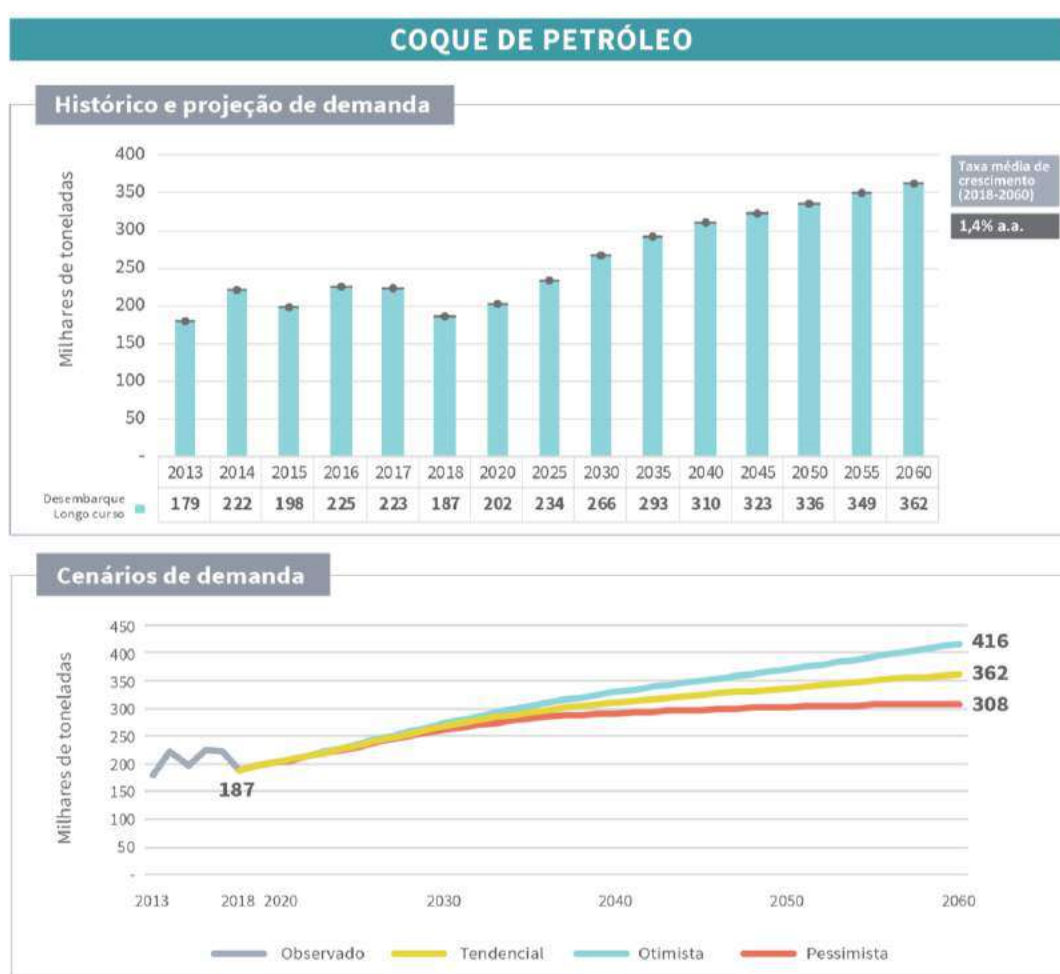 COQUE DE PETRÓLEO
Histórico e projeção de demanda
Milhares de toneladas
400
350
300
250
200
150
100
50
-
Taxa média de
crescimento
(2018-2060)
1,4% a.a.
2013 2014 2015 2016 2017 2018 2020 2025 2030 2035 2040 2045 2050 2055 2060
Desembarque
Longo curso
179 222 198 225 223 187 202 234 266 293 310 323 336 349 362
Cenários de demanda
Milhares de toneladas
450
400
350
300
250
200
150
100
50
-
416
362
308
187
2013 2018 2020 2030 2040 2050 2060
Observado Tendencial Otimista Pessimista